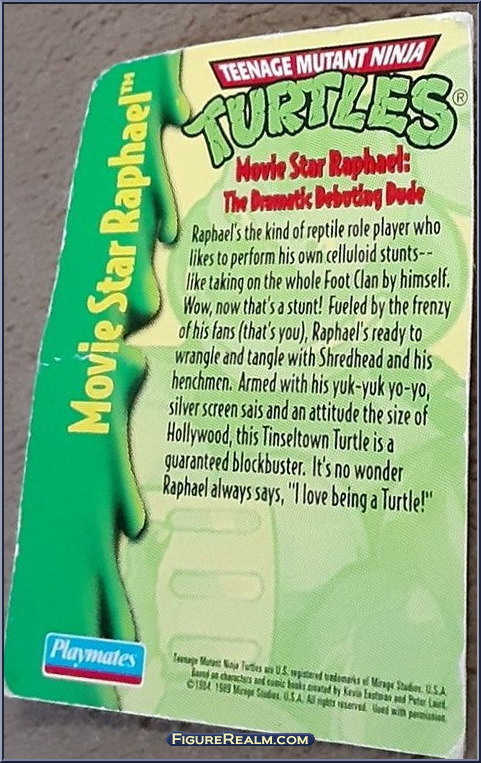 TEENAGE MUTANT NINJA
TURTLES®
Movie Star Raphael™
Movie Star Raphael:
The Dramatic Debuting Dude
Raphael's the kind of reptile role player who
likes to perform his own celluloid stunts--
like taking on the whole Foot Clan by himself.
Wow, now that's a stunt! Fueled by the frenzy
of his fans (that's you), Raphael's ready to
wrangle and tangle with Shredhead and his
henchmen. Armed with his yuk-yuk yo-yo,
silver screen sais and an attitude the size of
Hollywood, this Tinseltown Turtle is a
guaranteed blockbuster. It's no wonder
Raphael always says, "I love being a Turtle!"
Playmates
Teenage Mutant Ninja Turtles are U.S. registered trademarks of Mirage Studios, U.S.A.
Based on characters and comic books created by Kevin Eastman and Peter Laird.
©1984, 1989 Mirage Studios, U.S.A. All rights reserved. Used with permission.
FIGUREREALM.COM